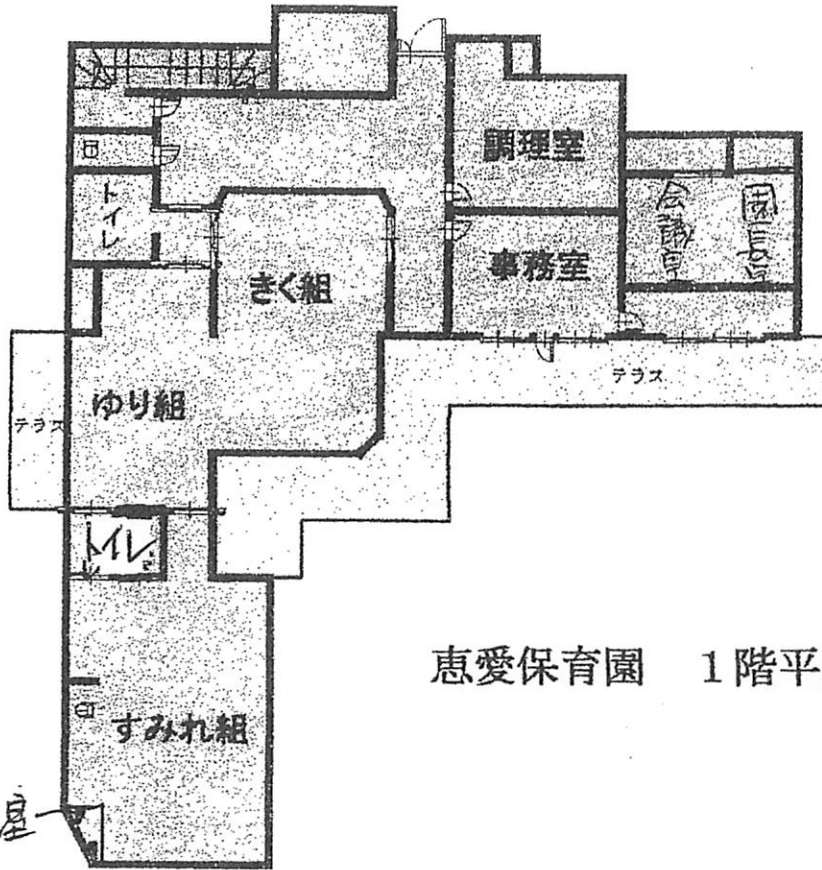 調理室
トイレ
会議室
園長室
事務室
きく組
テラス
ゆり組
テラス
トイレ
恵愛保育園 1階平
すみれ組